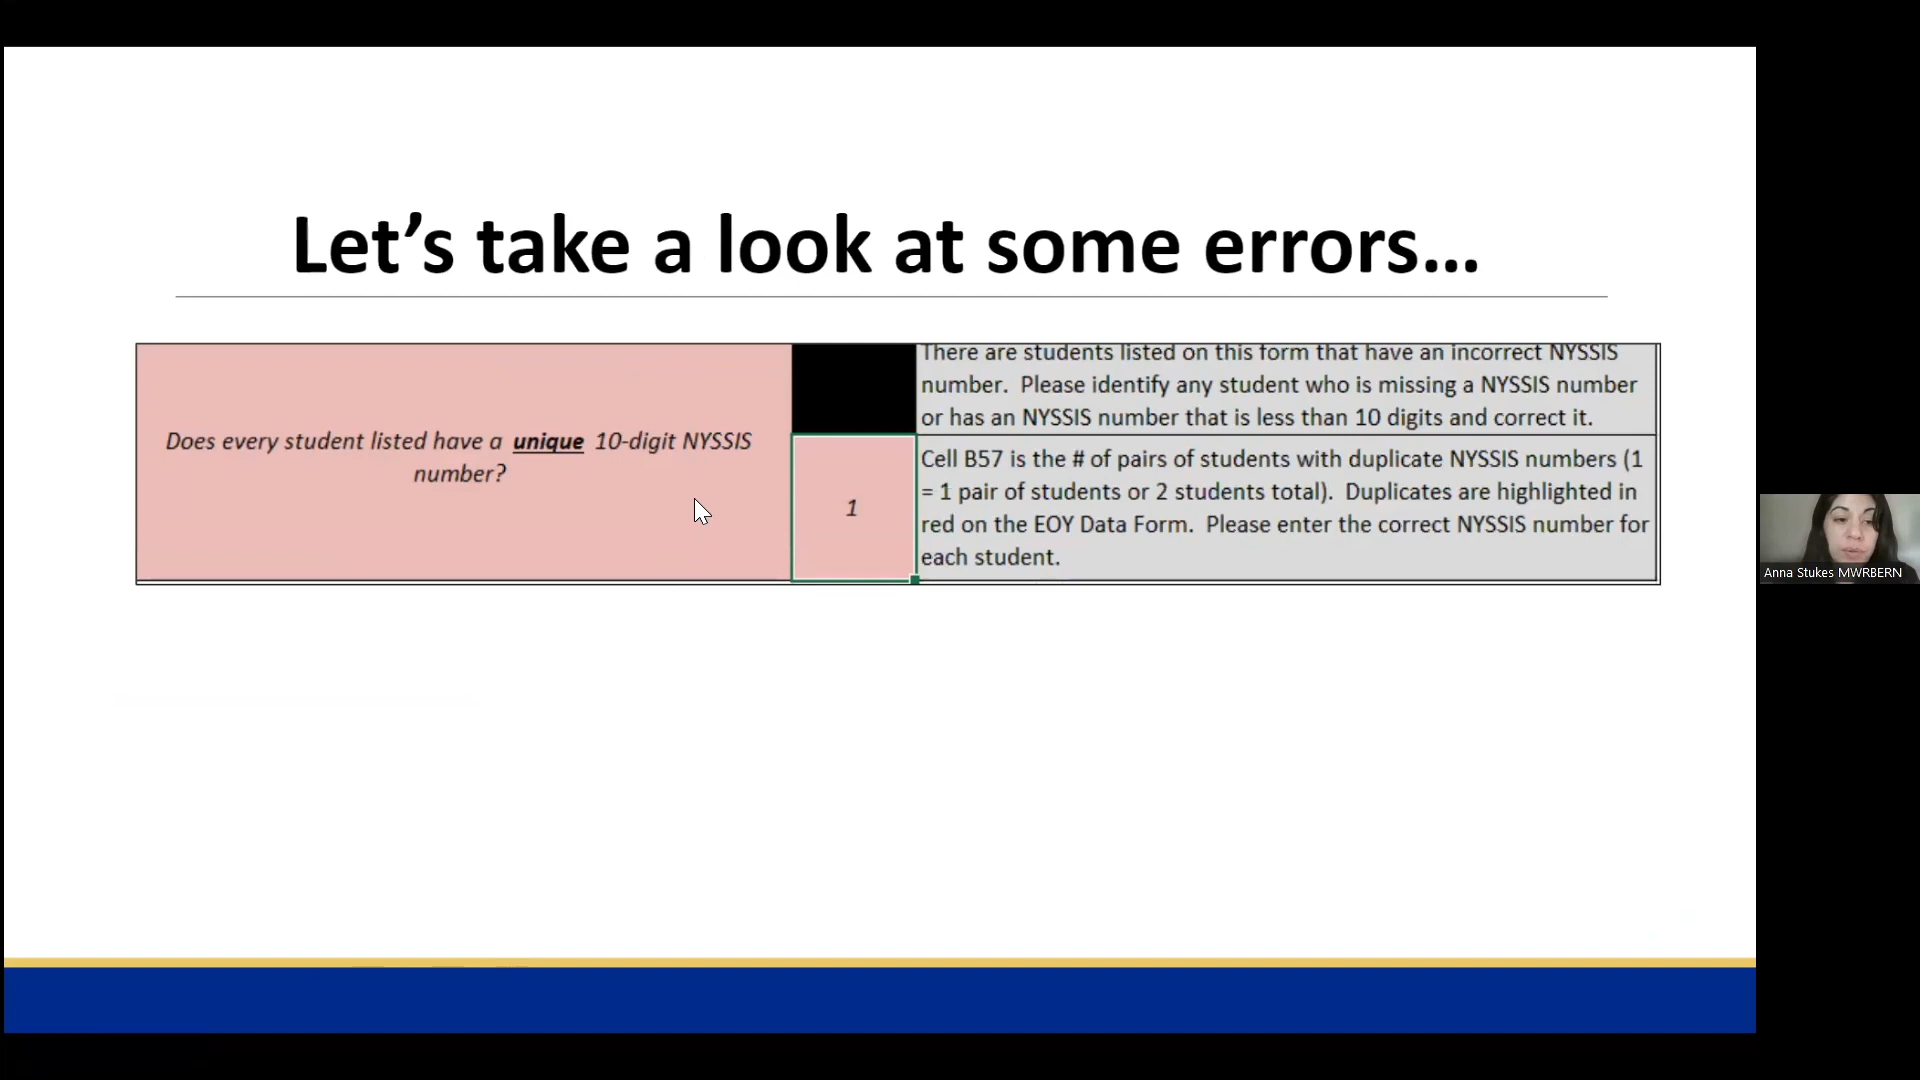 Let’s take a look at some errors...
Does every student listed have a unique 10-digit NYSSIS
number?
There are students listed on this form that have an incorrect NYSSIS
number. Please identify any student who is missing a NYSSIS number
or has an NYSSIS number that is less than 10 digits and correct it.
1
Cell B57 is the # of pairs of students with duplicate NYSSIS numbers (1
= 1 pair of students or 2 students total). Duplicates are highlighted in
red on the EOY Data Form. Please enter the correct NYSSIS number for
each student.
Anna Stukes MWRBERN